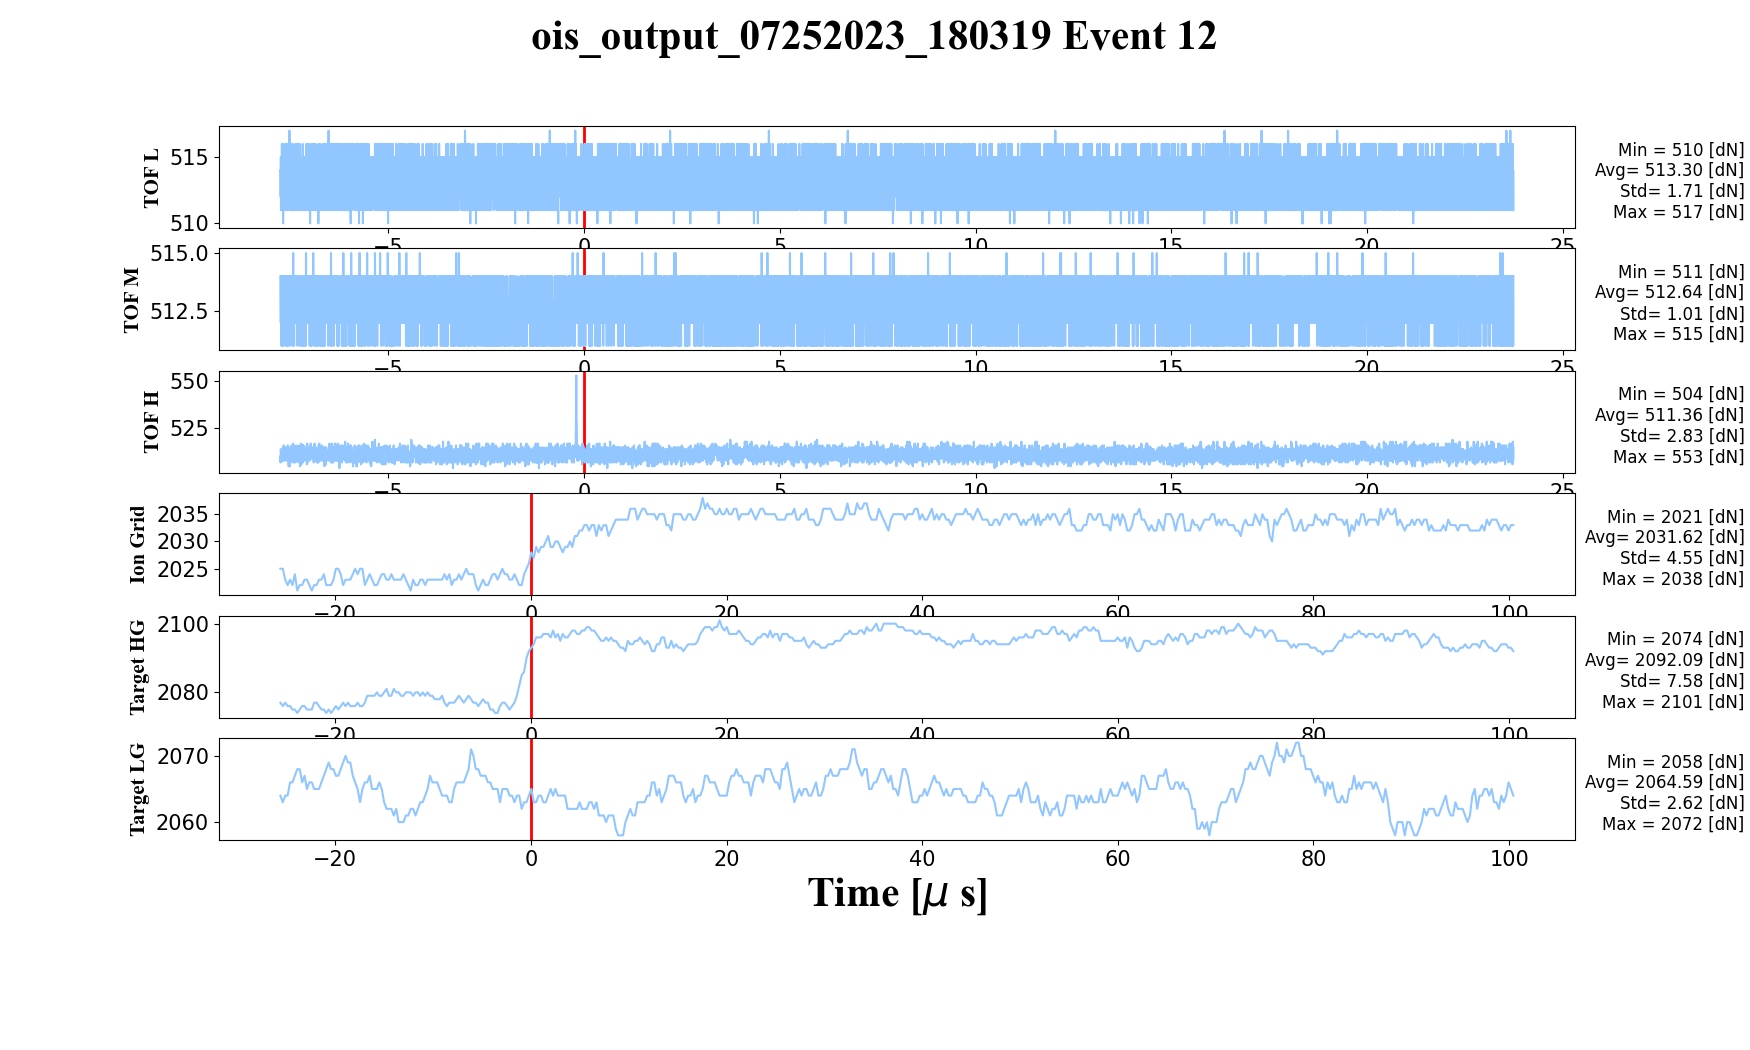 ois_output_07252023_180319 Event 12
TOF L
515
510
−5 0 5 10 15 20 25
Min = 510 [dN]
Avg= 513.30 [dN]
Std= 1.71 [dN]
Max = 517 [dN]
TOF M
515.0
512.5
−5 0 5 10 15 20 25
Min = 511 [dN]
Avg= 512.64 [dN]
Std= 1.01 [dN]
Max = 515 [dN]
TOF H
550
525
−5 0 5 10 15 20 25
Min = 504 [dN]
Avg= 511.36 [dN]
Std= 2.83 [dN]
Max = 553 [dN]
Ion Grid
2035
2030
2025
−20 0 20 40 60 80 100
Min = 2021 [dN]
Avg= 2031.62 [dN]
Std= 4.55 [dN]
Max = 2038 [dN]
Target HG
2100
2080
−20 0 20 40 60 80 100
Min = 2074 [dN]
Avg= 2092.09 [dN]
Std= 7.58 [dN]
Max = 2101 [dN]
Target LG
2070
2060
−20 0 20 40 60 80 100
Min = 2058 [dN]
Avg= 2064.59 [dN]
Std= 2.62 [dN]
Max = 2072 [dN]
Time [μ s]